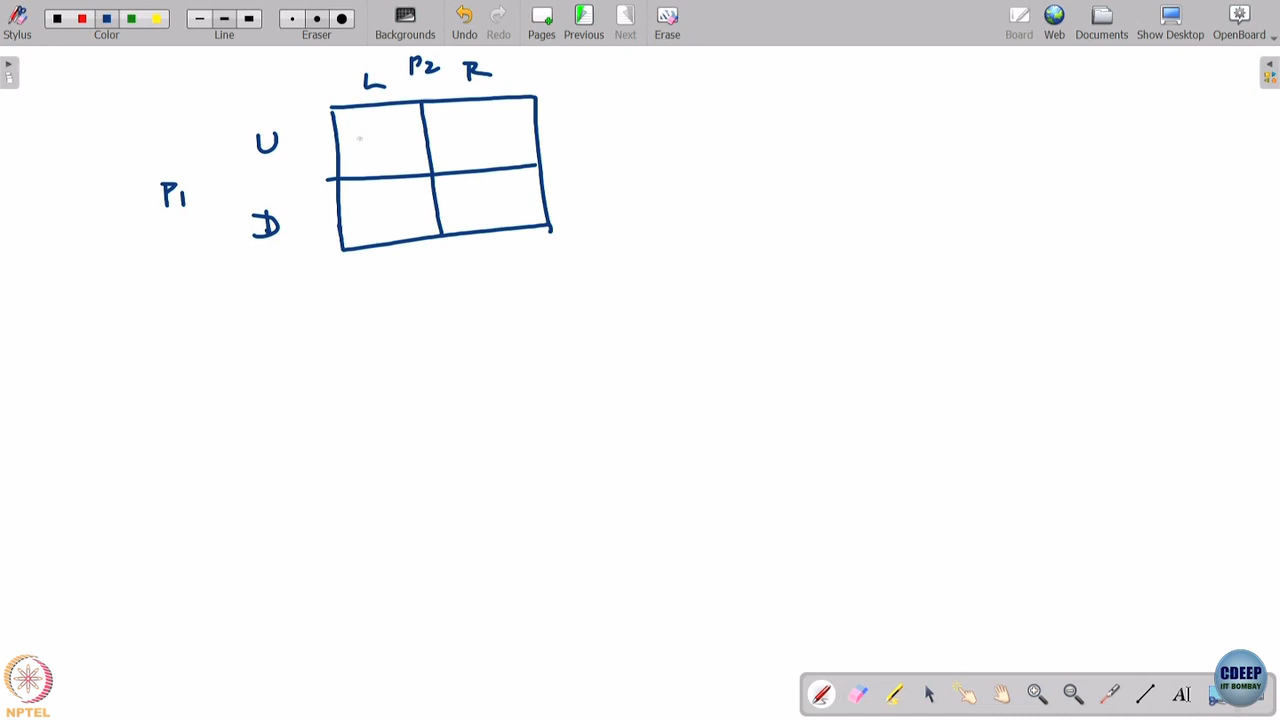 Stylus
Color
Line
Eraser
Backgrounds
Undo
Redo
Pages
Previous
Next
Erase
Board
Web
Documents
Show Desktop
OpenBoard
L P2 R
U
P1
D
NPTEL
CDEEP
IIT BOMBAY